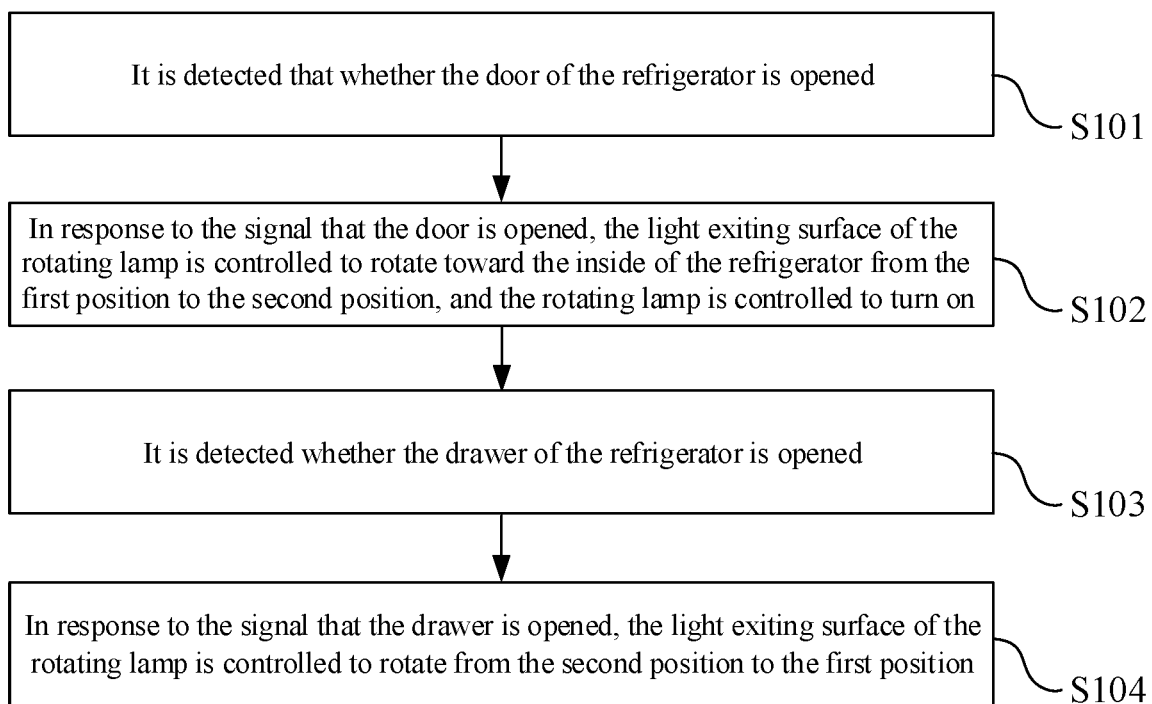 It is detected that whether the door of the refrigerator is opened
S101
In response to the signal that the door is opened, the light exiting surface of the
rotating lamp is controlled to rotate toward the inside of the refrigerator from the
first position to the second position, and the rotating lamp is controlled to turn on
S102
It is detected whether the drawer of the refrigerator is opened
S103
In response to the signal that the drawer is opened, the light exiting surface of the
rotating lamp is controlled to rotate from the second position to the first position
S104